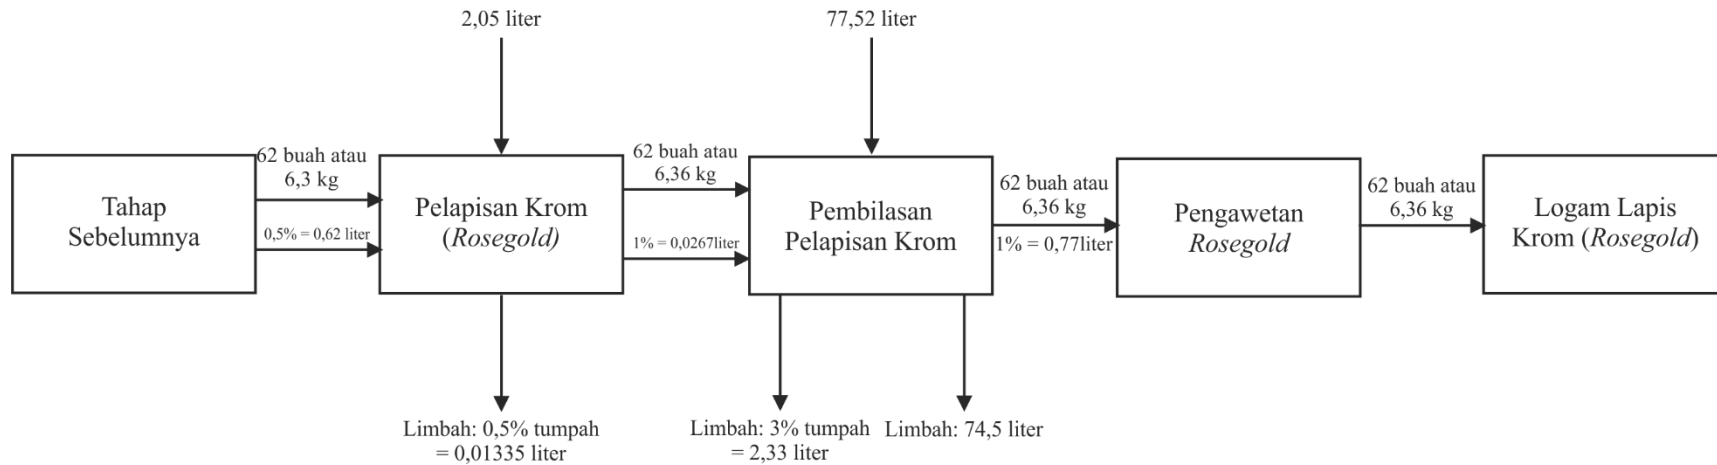 2,05 liter
77,52 liter
Tahap
Sebelumnya
62 buah atau
6,3 kg
0,5% = 0,62 liter
Pelapisan Krom
(Rosegold)
62 buah atau
6,36 kg
1% = 0,0267liter
Pembilasan
Pelapisan Krom
62 buah atau
6,36 kg
1% = 0,77liter
Pengawetan
Rosegold
62 buah atau
6,36 kg
Logam Lapis
Krom (Rosegold)
Limbah: 0,5% tumpah
= 0,01335 liter
Limbah: 3% tumpah
= 2,33 liter
Limbah: 74,5 liter